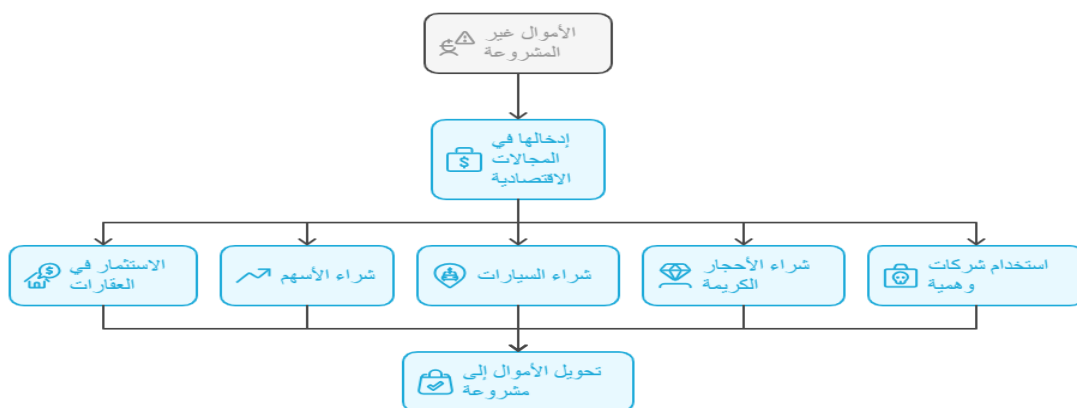 الأموال غير
المشروعة
إدخالها في
المجالات
الاقتصادية
استخدام شركات
وهمية
شراء الأحجار
الكريمة
شراء السيارات
شراء الأسهم
الاستثمار في
العقارات
تحويل الأموال إلى
مشروعة